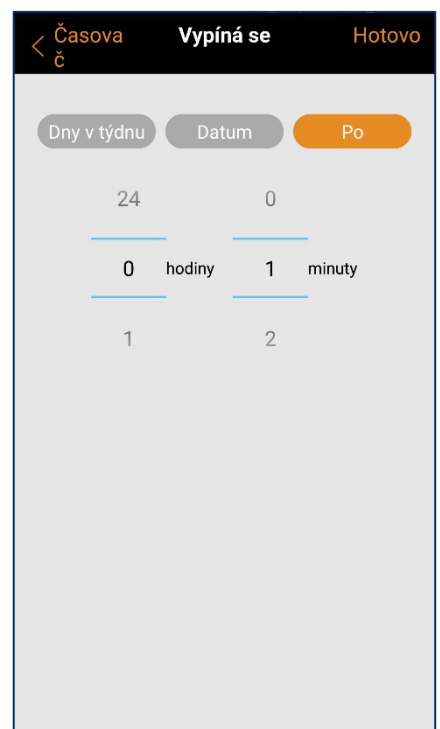 Časova
č
Vypíná se
Hotovo
Dny v týdnu
Datum
Po
24 0
0 hodiny 1 minuty
1 2